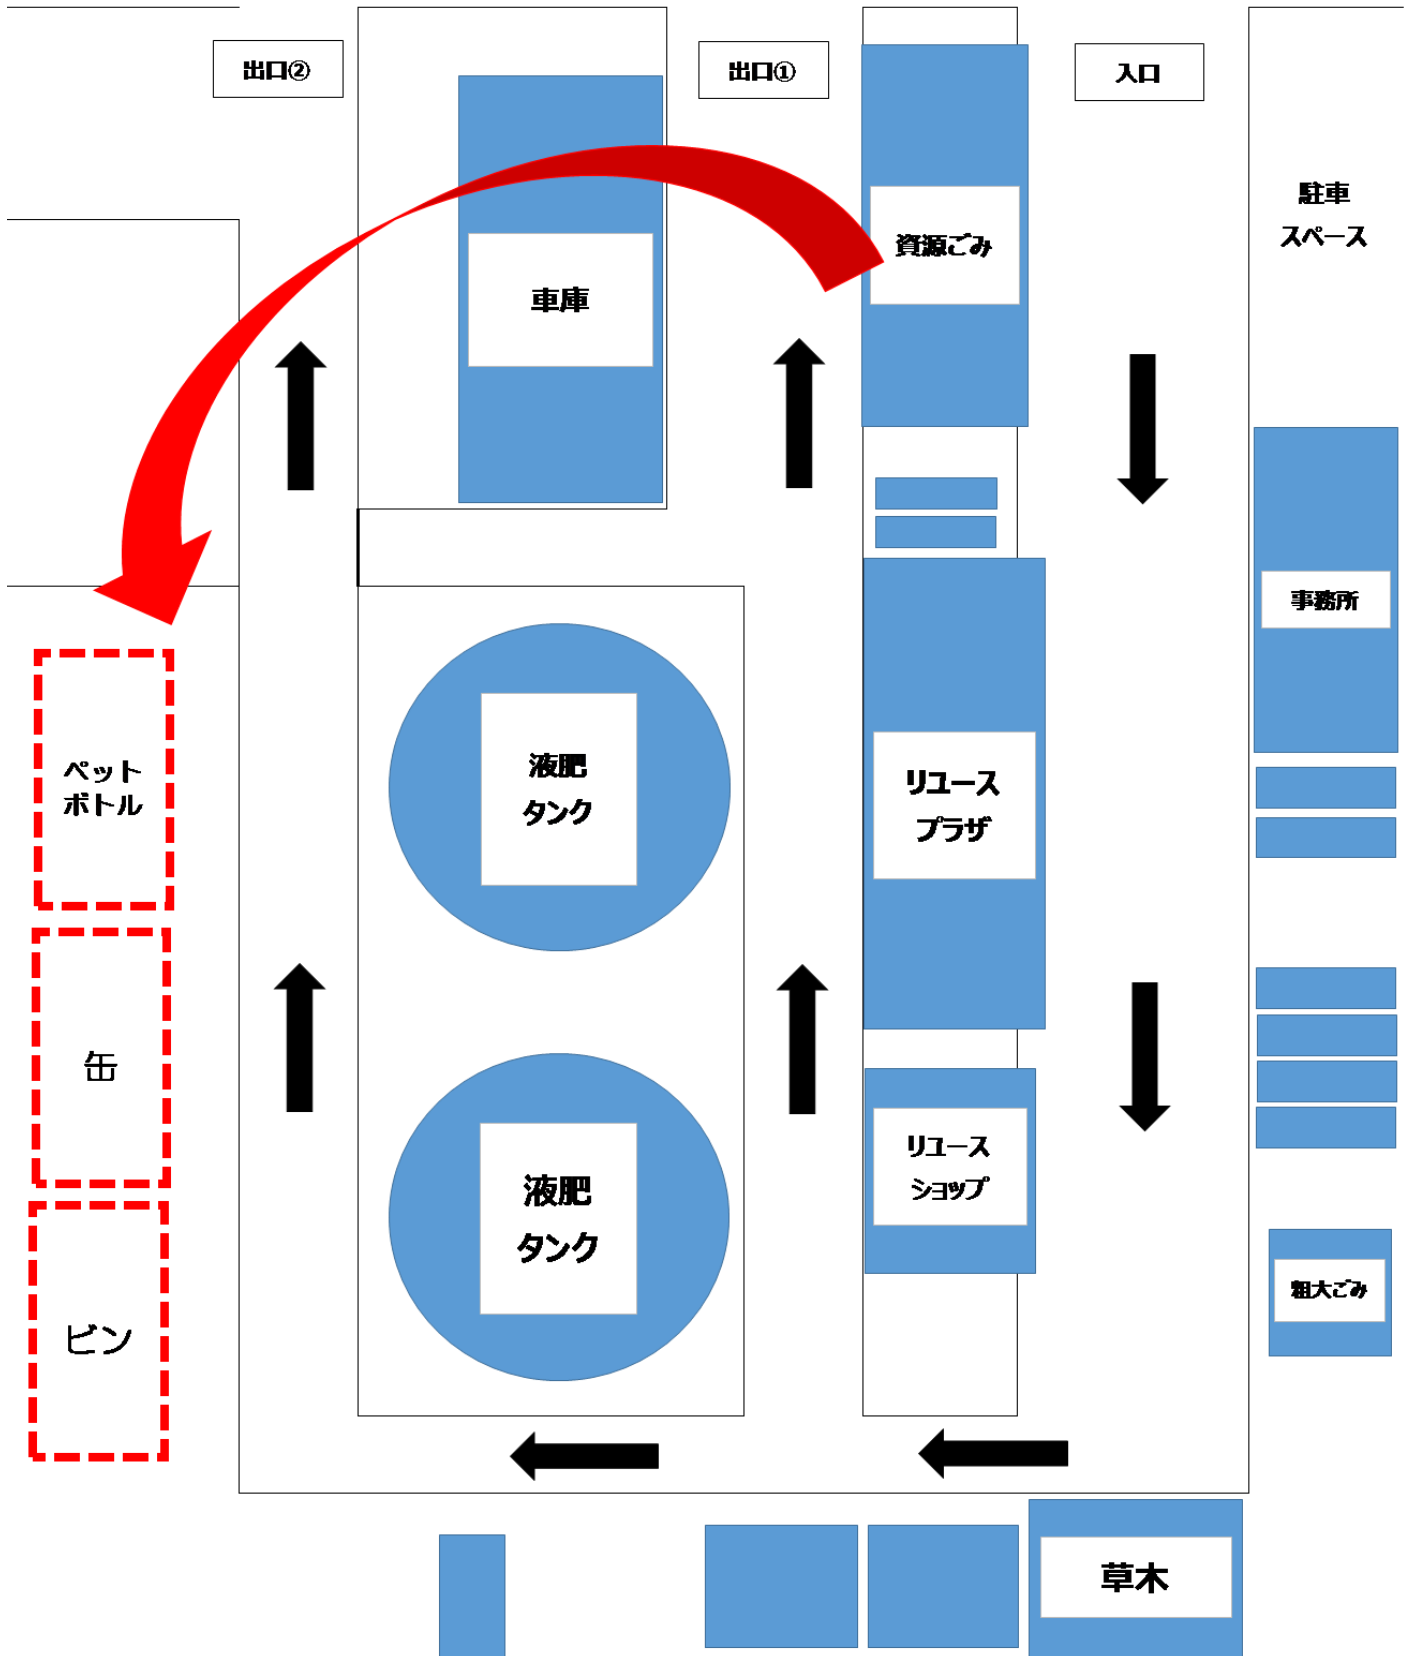 出口②
出口①
入口
駐車
スペース
資源ごみ
車庫
事務所
ペット
ボトル
液肥
タンク
リユース
プラザ
缶
液肥
タンク
リユース
ショップ
粗大ごみ
ビン
草木